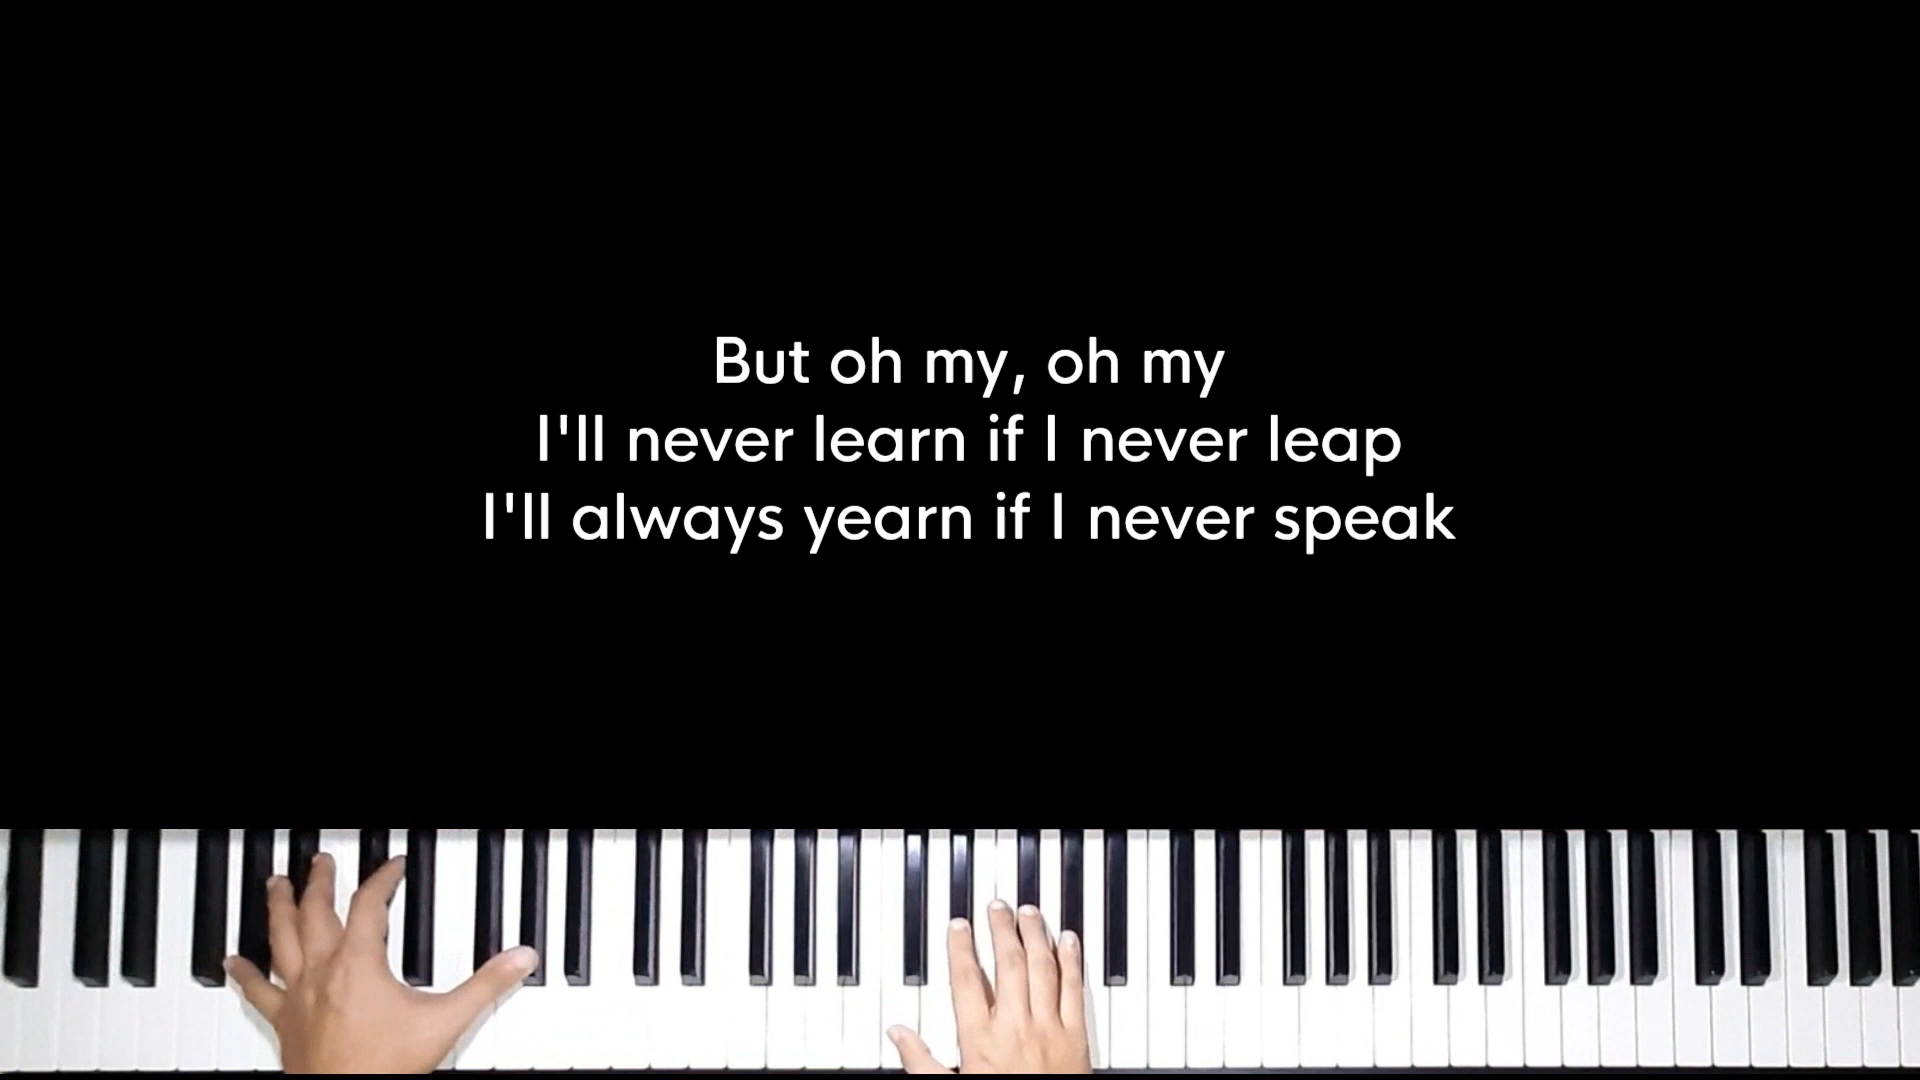 But oh my, oh my
I'll never learn if I never leap
I'll always yearn if I never speak